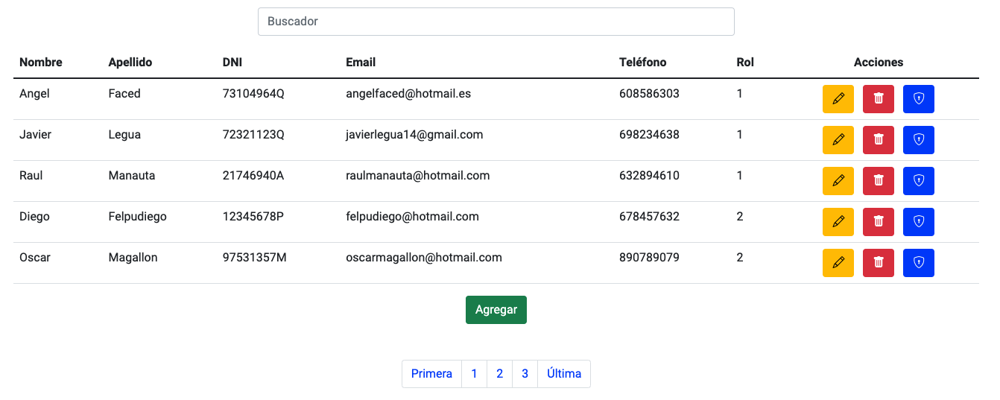 Buscador
Nombre Apellido DNI Email Teléfono Rol Acciones
Angel Faced 73104964Q angelfaced@hotmail.es 608586303 1
Javier Legua 72321123Q javierlegua14@gmail.com 698234638 1
Raul Manauta 21746940A raulmanauta@hotmail.com 632894610 1
Diego Felpudiego 12345678P felpudiego@hotmail.com 678457632 2
Oscar Magallon 97531357M oscarmagallon@hotmail.com 890789079 2
Agregar
Primera 1 2 3 Última